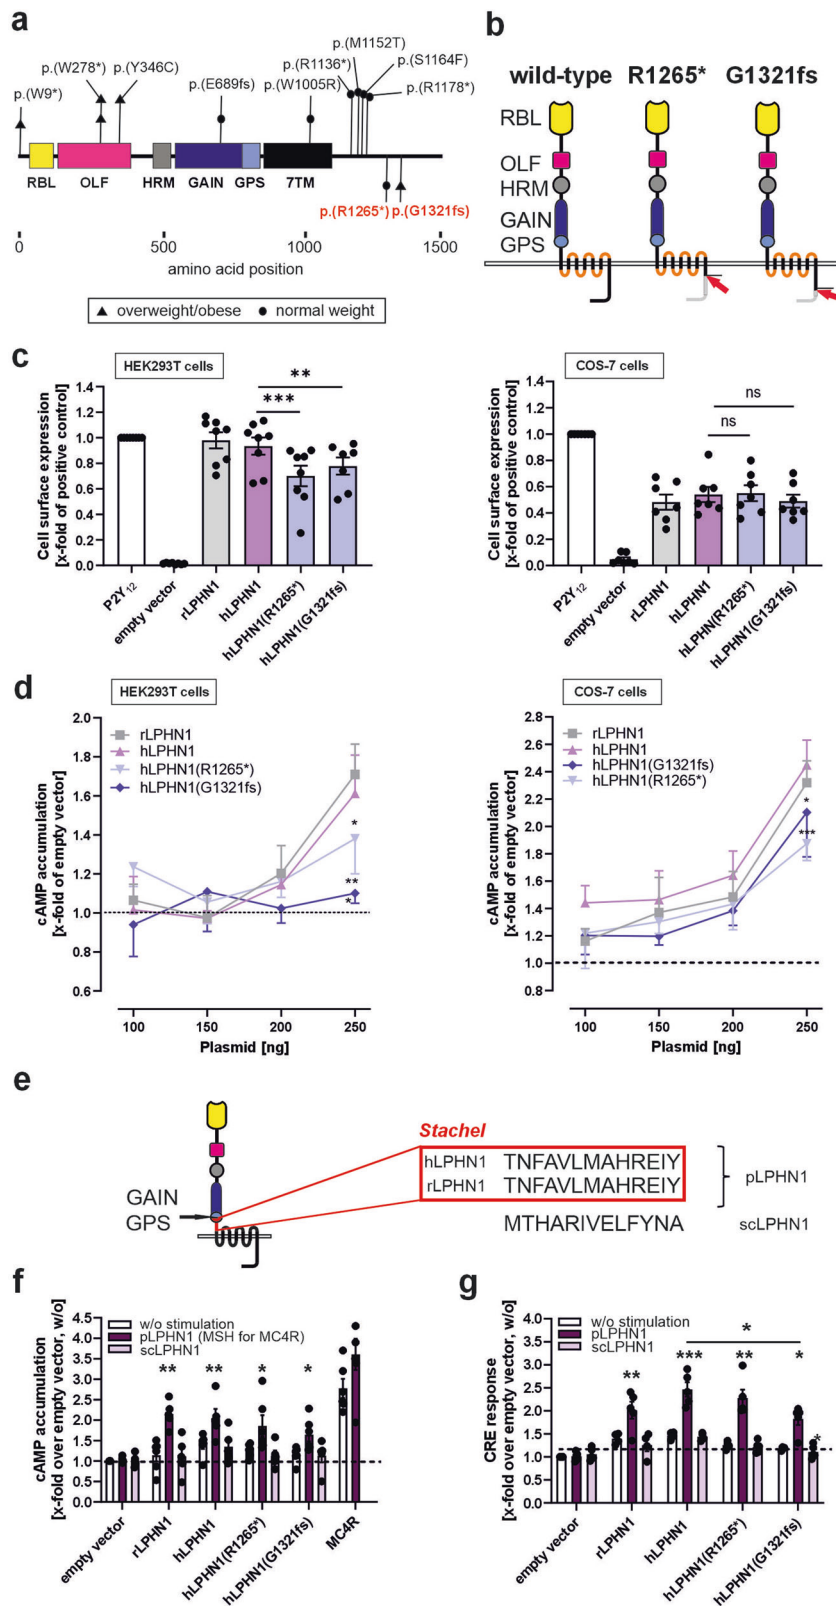 a
p.(M1152T)
p.(W278*)
p.(R1136*)
p.(S1164F)
p.(Y346C)
p.(E689fs)
p.(W1005R)
p.(R1178*)
p.(W9*)
RBL OLF HRM GAIN GPS 7TM
p.(R1265*) p.(G1321fs)
0 500 1000 1500
amino acid position
overweight/obese normal weight
b
wild-type R1265* G1321fs
RBL
OLF
HRM
GAIN
GPS
c
HEK293T cells
Cell surface expression
[x-fold of positive control]
1.4
1.2
1.0
0.8
0.6
0.4
0.2
0.0
**
***
P2Y12
empty vector
rLPHN1
hLPHN1
hLPHN1(R1265*)
hLPHN1(G1321fs)
COS-7 cells
Cell surface expression
[x-fold of positive control]
1.4
1.2
1.0
0.8
0.6
0.4
0.2
0.0
ns
ns
P2Y12
empty vector
rLPHN1
hLPHN1
hLPHN(R1265*)
hLPHN1(G1321fs)
d
HEK293T cells
cAMP accumulation
[x-fold of empty vector]
2.0
1.8
1.6
1.4
1.2
1.0
0.8
0.6
rLPHN1
hLPHN1
hLPHN1(R1265*)
hLPHN1(G1321fs)
*
**
*
100 150 200 250
Plasmid [ng]
COS-7 cells
cAMP accumulation
[x-fold of empty vector]
2.8
2.6
2.4
2.2
2.0
1.8
1.6
1.4
1.2
1.0
0.8
rLPHN1
hLPHN1
hLPHN1(G1321fs)
hLPHN1(R1265*)
*
***
100 150 200 250
Plasmid [ng]
e
Stachel
hLPHN1 TNFAVLMAHREIY
rLPHN1 TNFAVLMAHREIY
pLPHN1
MTHARIVELFYNA scLPHN1
GAIN
GPS
f
cAMP accumulation
[x-fold over empty vector, w/o]
4.5
4.0
3.5
3.0
2.5
2.0
1.5
1.0
0.5
0.0
w/o stimulation
pLPHN1 (MSH for MC4R)
scLPHN1
** ** * *
empty vector
rLPHN1
hLPHN1
hLPHN1(R1265*)
hLPHN1(G1321fs)
MC4R
g
CRE response
[x-fold over empty vector, w/o]
4.0
3.5
3.0
2.5
2.0
1.5
1.0
0.5
0.0
w/o stimulation
pLPHN1
scLPHN1
*
** *** ** *
*
empty vector
rLPHN1
hLPHN1
hLPHN1(R1265*)
hLPHN1(G1321fs)